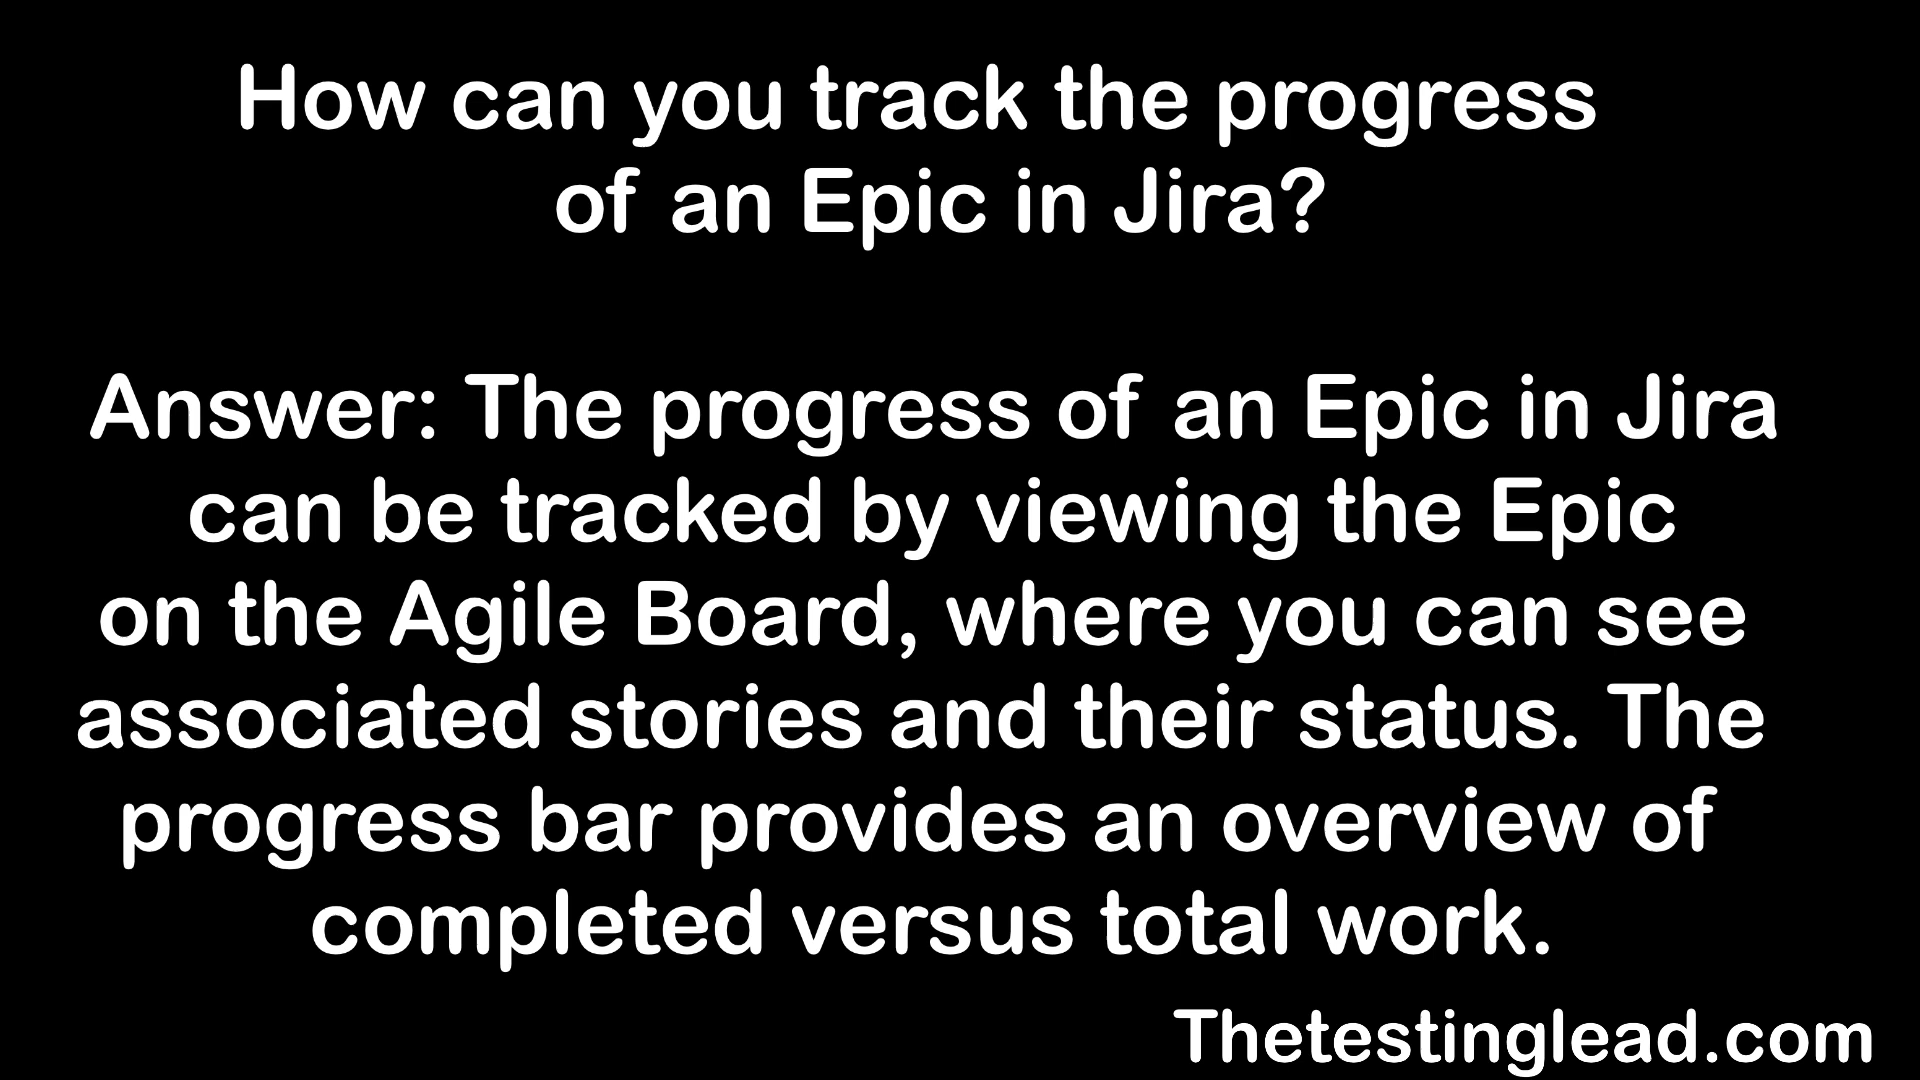 How can you track the progress
of an Epic in Jira?
Answer: The progress of an Epic in Jira
can be tracked by viewing the Epic
on the Agile Board, where you can see
associated stories and their status. The
progress bar provides an overview of
completed versus total work.
Thetestinglead.com